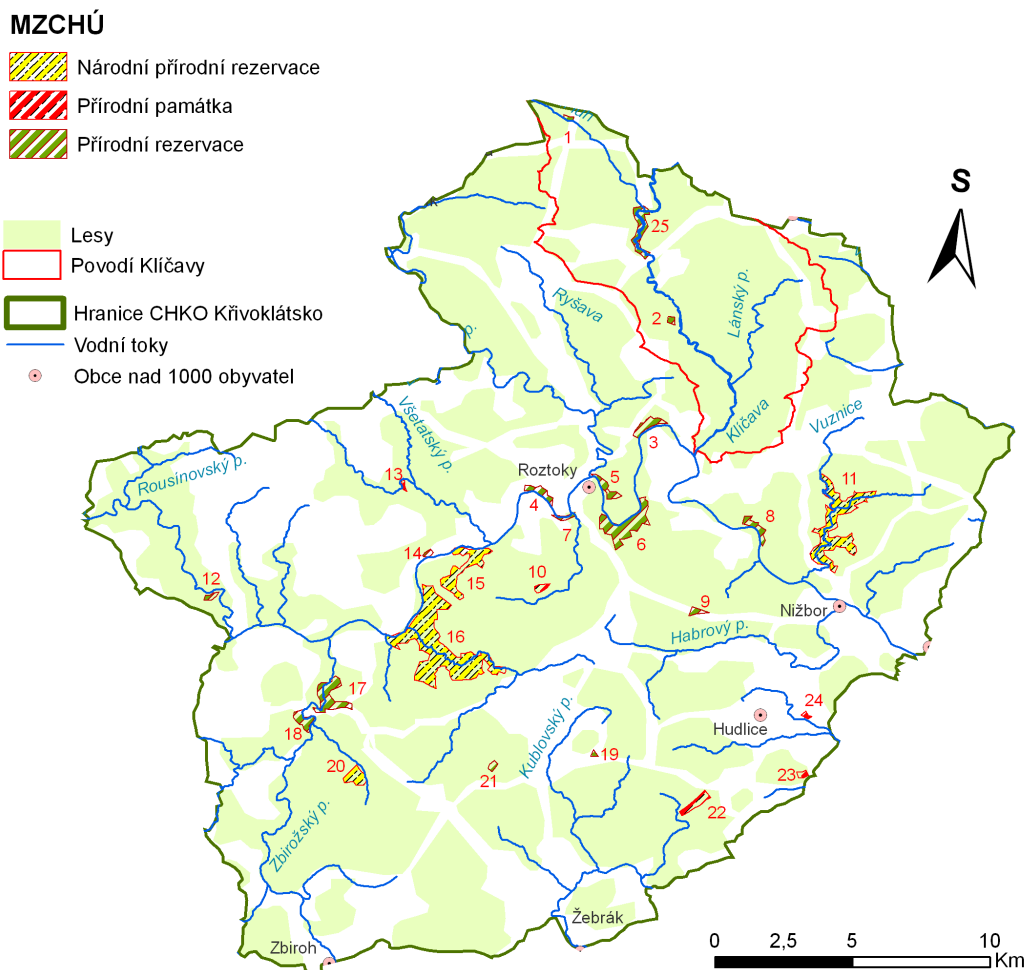 MZCHÚ
Národní přírodní rezervace
Přírodní památka
Přírodní rezervace
Lesy
Povodí Klíčavy
Hranice CHKO Křivoklátsko
Vodní toky
Obce nad 1000 obyvatel
S
1
25
2
Ryšava
Lánský p.
Klíčava
Vuznice
p.
Všetatský p.
Rousínovský p.
3
13
Roztoky
5
4
7
6
8
11
14
15
10
12
9
Nižbor
16
Habrový p.
17
18
24
Hudlice
Kublovský p.
19
20
21
23
22
Zbirožský p.
Žebrák
Zbiroh
0
2,5
5
10
Km